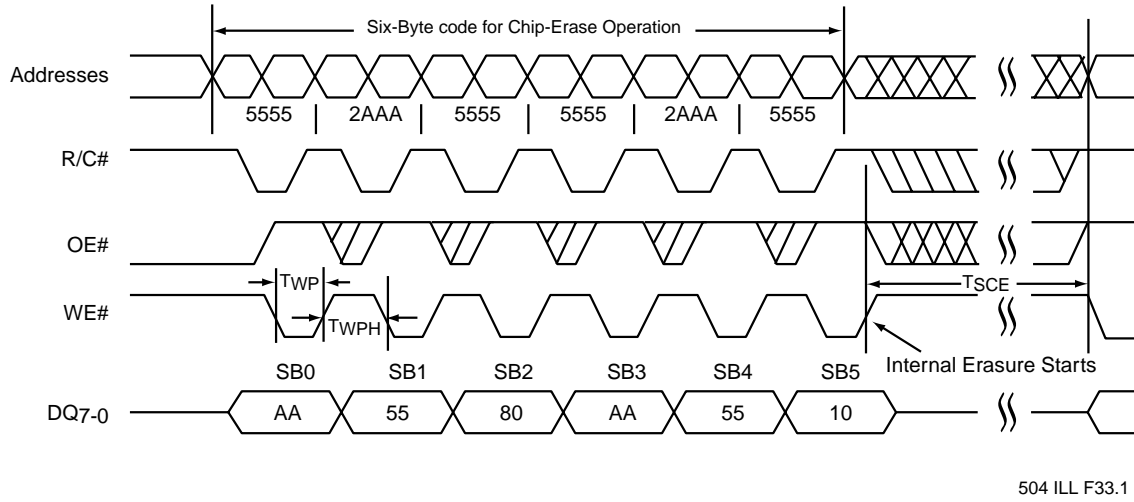 Six-Byte code for Chip-Erase Operation
Addresses
5555 2AAA 5555 5555 2AAA 5555
R/C#
OE#
TWP
TSCE
WE#
TWPH
Internal Erasure Starts
SB0 SB1 SB2 SB3 SB4 SB5
DQ7-0 AA 55 80 AA 55 10
504 ILL F33.1